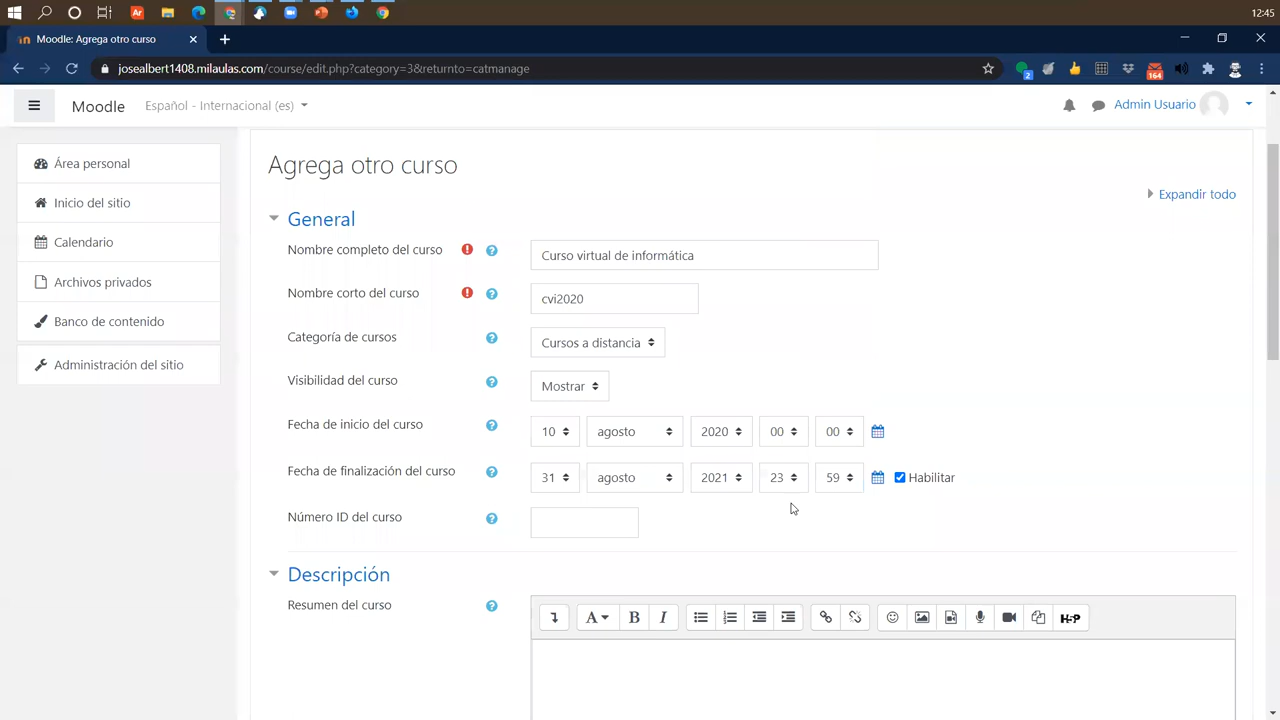 12:45
Moodle: Agrega otro curso
josealbert1408.milaulas.com/course/edit.php?category=3&returnto=catmanage
2
164
Moodle Español - Internacional (es)
Admin Usuario
Área personal
Inicio del sitio
Calendario
Archivos privados
Banco de contenido
Administración del sitio
Agrega otro curso
Expandir todo
General
Nombre completo del curso Curso virtual de informática
Nombre corto del curso cvi2020
Categoría de cursos Cursos a distancia
Visibilidad del curso Mostrar
Fecha de inicio del curso 10 agosto 2020 00 00
Fecha de finalización del curso 31 agosto 2021 23 59 Habilitar
Número ID del curso
Descripción
Resumen del curso
A B I H-P